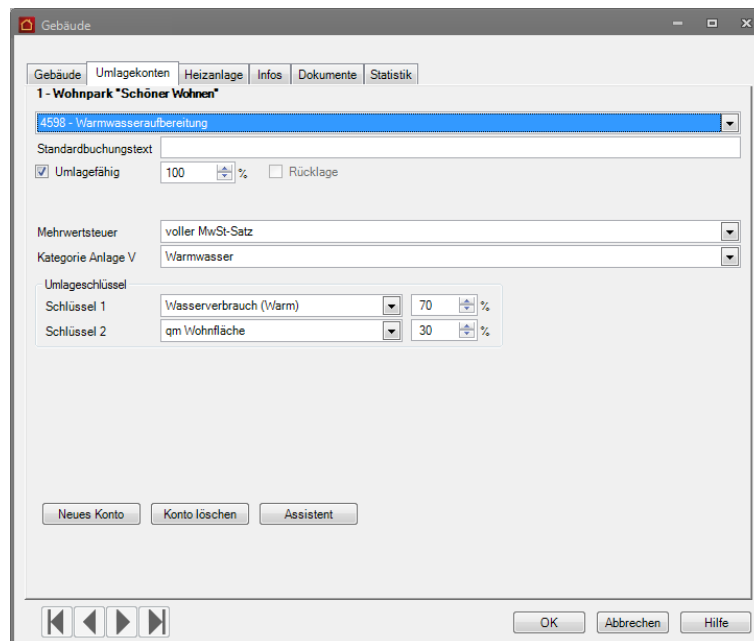 Gebäude
Gebäude Umlagekonten Heizanlage Infos Dokumente Statistik
1 - Wohnpark "Schöner Wohnen"
4598 - Warmwasseraufbereitung
Standardbuchungstext
Umlagefähig 100 % Rücklage
Mehrwertsteuer voller MwSt-Satz
Kategorie Anlage V Warmwasser
Umlageschlüssel
Schlüssel 1 Wasserverbrauch (Warm) 70 %
Schlüssel 2 qm Wohnfläche 30 %
Neues Konto Konto löschen Assistent
OK Abbrechen Hilfe